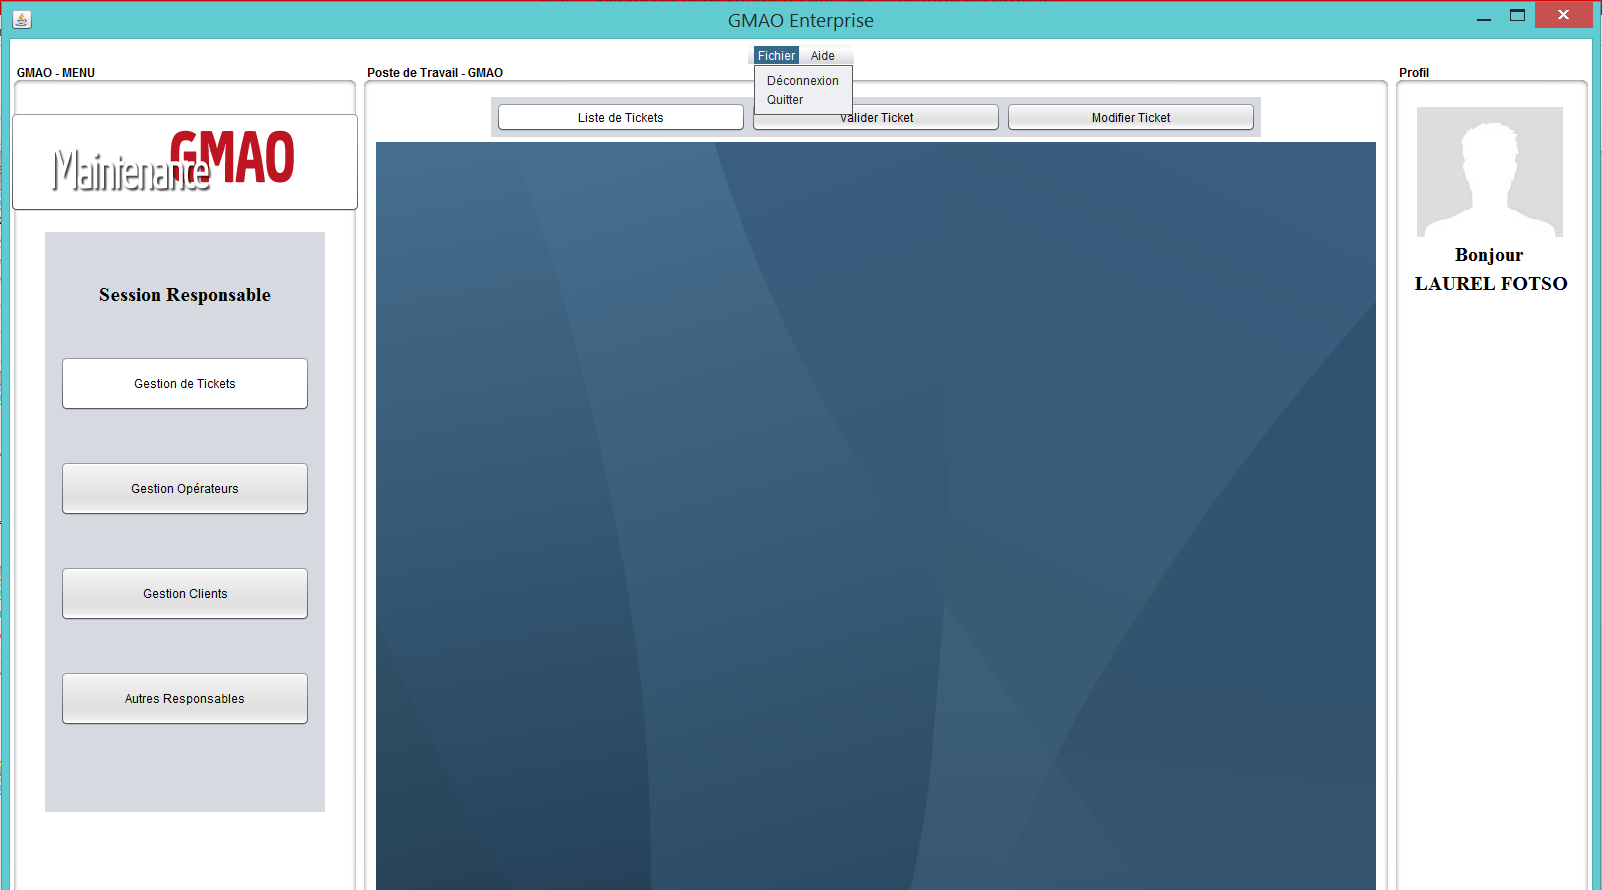 GMAO Enterprise
Fichier Aide
Déconnexion
Quitter
GMAO - MENU
Maintenance GMAO
Session Responsable
Gestion de Tickets
Gestion Opérateurs
Gestion Clients
Autres Responsables
Poste de Travail - GMAO
Liste de Tickets
Valider Ticket
Modifier Ticket
Profil
Bonjour
LAUREL FOTSO